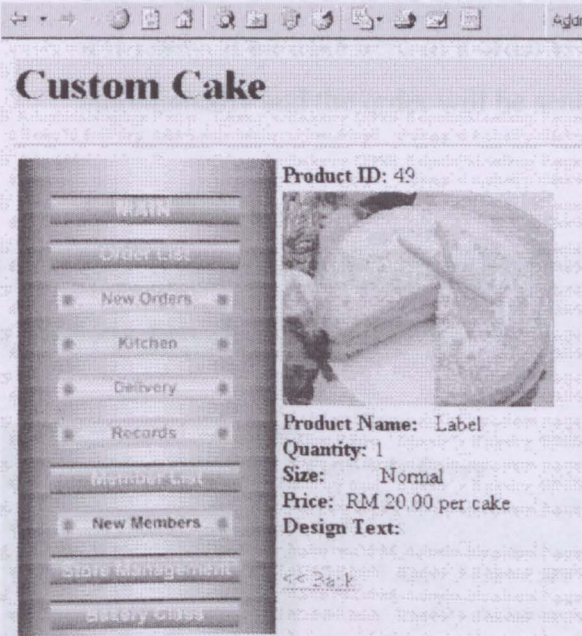 Addr
Custom Cake
MAIN
Order List
New Orders
Kitchen
Delivery
Records
Member List
New Members
Store Management
Bakery Class
Product ID: 49
Product Name: Label
Quantity: 1
Size: Normal
Price: RM 20.00 per cake
Design Text:
<< Back